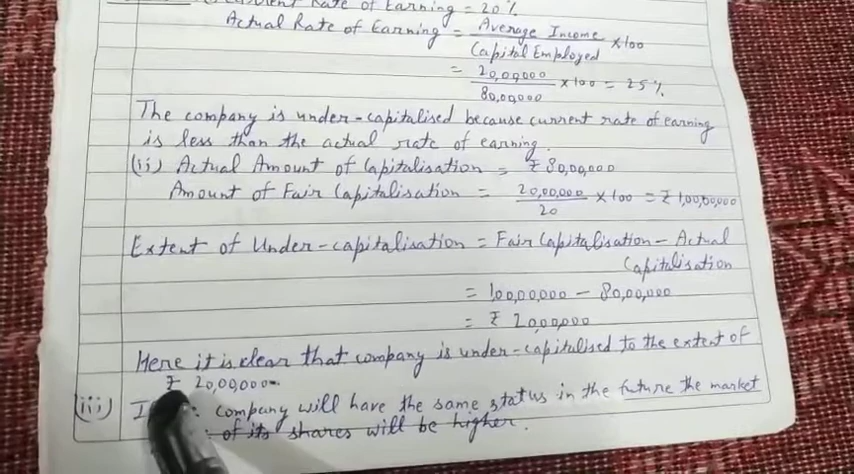 Rate of Earning = 20%
Actual Rate of Earning = Average Income / Capital Employed × 100
= 20,00,000 / 80,00,000 × 100 = 25%
The company is under-capitalised because current rate of earning
is less than the actual rate of earning.
(ii) Actual Amount of Capitalisation = ₹ 80,00,000
Amount of Fair Capitalisation = 20,00,000 / 20 × 100 = ₹ 1,00,00,000
Extent of Under-capitalisation = Fair Capitalisation – Actual
Capitalisation
= 1,00,00,000 – 80,00,000
= ₹ 20,00,000
Here it is clear that company is under-capitalised to the extent of
₹ 20,00,000
(iii) company will have the same status in the future the market
of its shares will be higher.